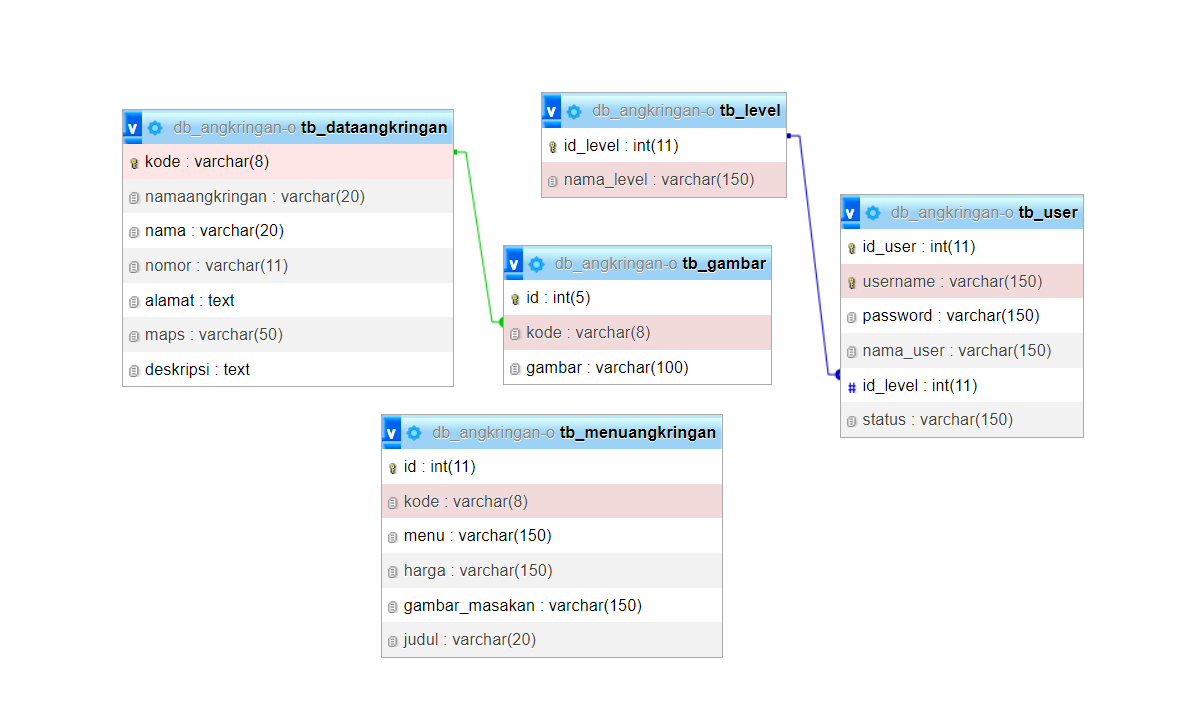 v db_angkringan-o tb_dataangkringan
kode : varchar(8)
namaangkringan : varchar(20)
nama : varchar(20)
nomor : varchar(11)
alamat : text
maps : varchar(50)
deskripsi : text
v db_angkringan-o tb_level
id_level : int(11)
nama_level : varchar(150)
v db_angkringan-o tb_gambar
id : int(5)
kode : varchar(8)
gambar : varchar(100)
v db_angkringan-o tb_user
id_user : int(11)
username : varchar(150)
password : varchar(150)
nama_user : varchar(150)
# id_level : int(11)
status : varchar(150)
v db_angkringan-o tb_menuangkringan
id : int(11)
kode : varchar(8)
menu : varchar(150)
harga : varchar(150)
gambar_masakan : varchar(150)
judul : varchar(20)